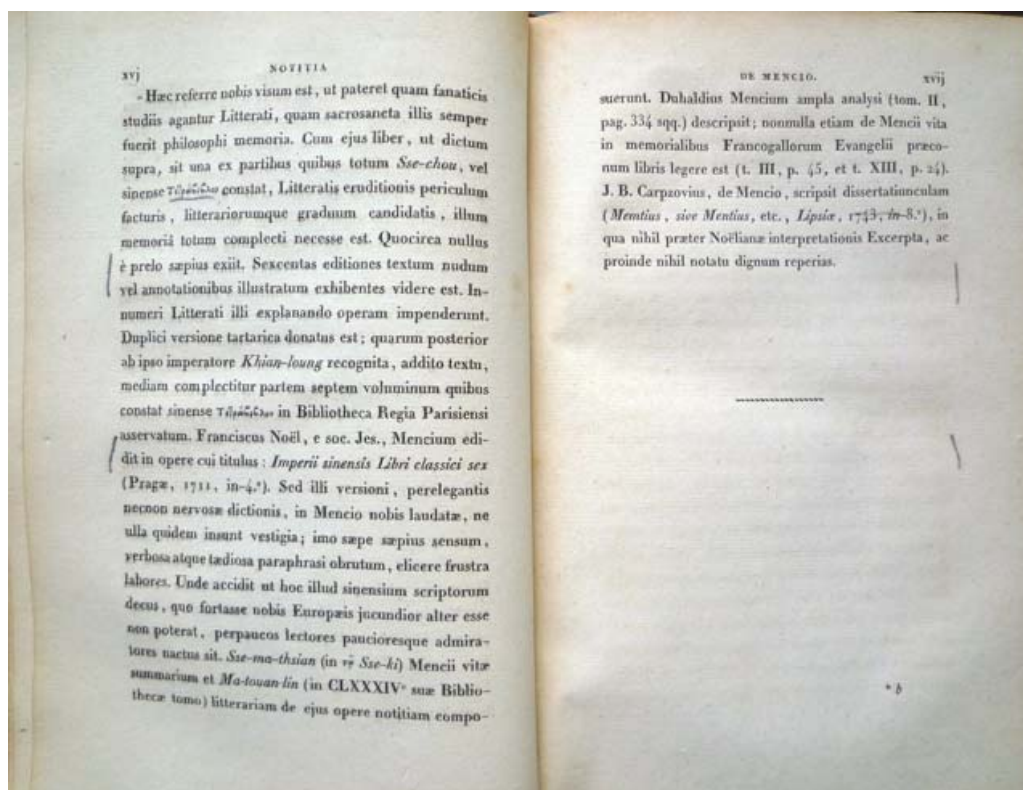 xvj
NOTITIA
Hæc referre nobis visum est, ut pateret quam fanaticis
studiis agantur Litterati, quam sacrosancta illis semper
fuerit philosophi memoria. Cum ejus liber, ut dictum
supra, sit una ex partibus quibus totum Sse-chou, vel
sinense constat, Litteratis eruditionis periculum
facturis, litterariorumque graduum candidatis, illum
memoriâ totum complecti necesse est. Quocirca nullus
è prelo sæpius exiit. Sexcentas editiones textum nudum
vel annotationibus illustratum exhibentes videre est. In-
numeri Litterati illi explanando operam impenderunt.
Duplici versione tartarica donatus est; quarum posterior
ab ipso imperatore Khian-loung recognita, addito textu,
mediam complectitur partem septem voluminum quibus
constat sinense in Bibliotheca Regia Parisiensi
asservatum. Franciscus Noël, e soc. Jes., Mencium edi-
dit in opere cui titulus : Imperii sinensis Libri classici sex
(Pragæ, 1711, in-4.°). Sed illi versioni, perelegantis
necnon nervosæ dictionis, in Mencio nobis laudatæ, ne
ulla quidem insunt vestigia; imo sæpe sæpius sensum,
verbosa atque tædiosa paraphrasi obrutum, elicere frustra
labores. Unde accidit ut hoc illud sinensium scriptorum
decus, quo fortasse nobis Europæis jucundior alter esse
non poterat, perpaucos lectores paucioresque admira-
tores nactus sit. Sse-ma-thsian (in τῷ Sse-ki) Mencii vitæ
summarium et Ma-touan-lin (in CLXXXIV° suæ Biblio-
thecæ tomo) litterariam de ejus opere notitiam compo-
DE MENCIO.
xvij
suerunt. Duhaldius Mencium ampla analysi (tom. II,
pag. 334 sqq.) descripsit; nonnulla etiam de Mencii vita
in memorialibus Francogallorum Evangelii præco-
num libris legere est (t. III, p. 45, et t. XIII, p. 24).
J. B. Carpzovius, de Mencio, scripsit dissertatiunculam
(Memtius, sive Mentius, etc., Lipsiæ, 1743, in-8.°), in
qua nihil præter Noëlianæ interpretationis Excerpta, ac
proinde nihil notatu dignum reperias.
* b